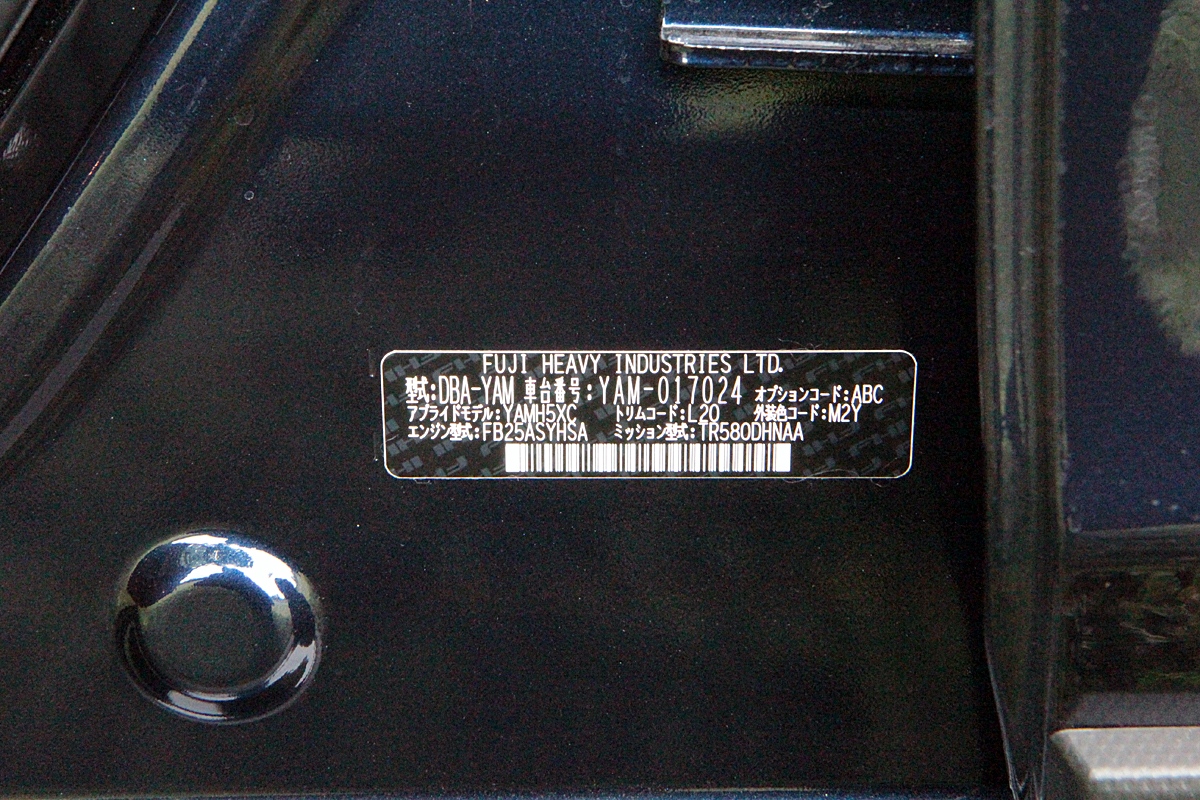 FUJI HEAVY INDUSTRIES LTD.
型式:DBA-YAM 車台番号:YAM-017024 オプションコード:ABC
アプライドモデル:YAMH5XC トリムコード:L20 外装色コード:M2Y
エンジン型式:FB25ASYHSA ミッション型式:TR580DHNAA